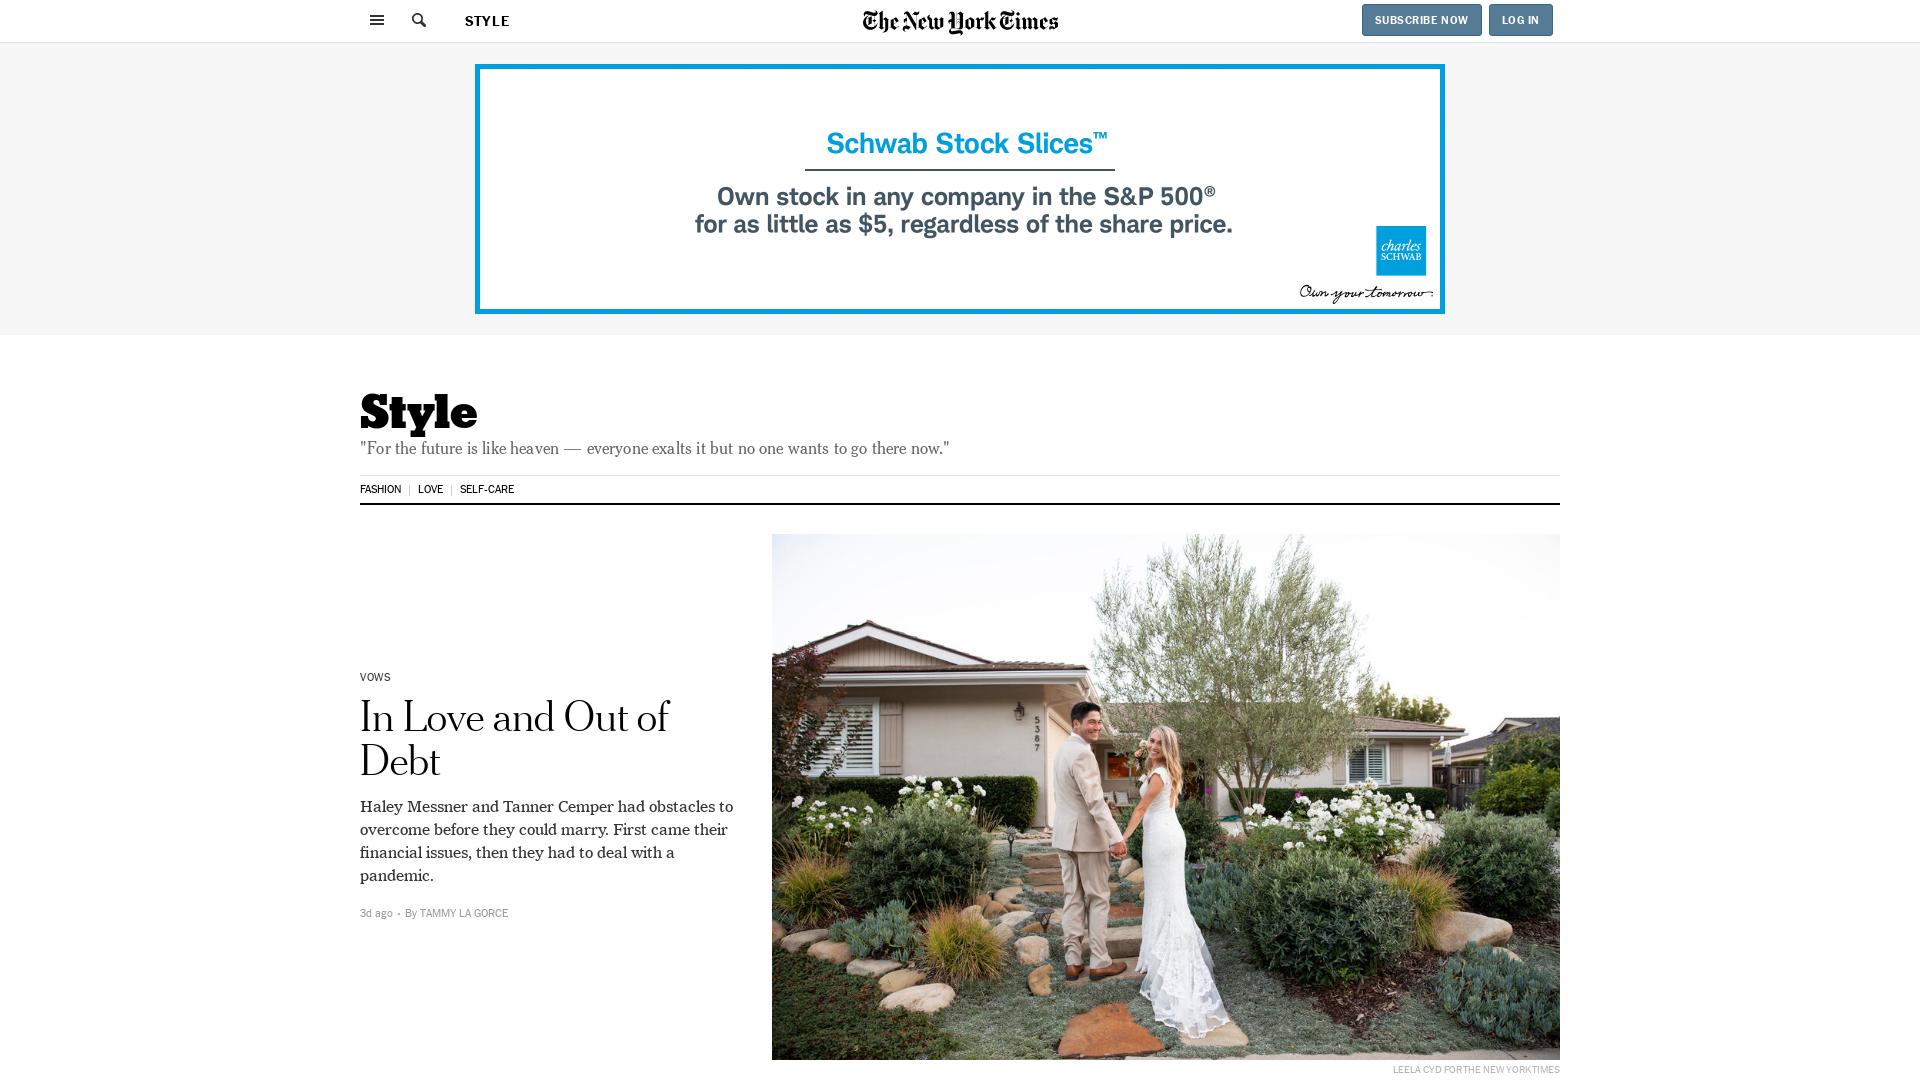 STYLE
The New York Times
SUBSCRIBE NOW
LOG IN
Schwab Stock Slices™
Own stock in any company in the S&P 500®
for as little as $5, regardless of the share price.
charles
SCHWAB
Own your tomorrow
Style
"For the future is like heaven — everyone exalts it but no one wants to go there now."
FASHION | LOVE | SELF-CARE
VOWS
In Love and Out of
Debt
Haley Messner and Tanner Cemper had obstacles to
overcome before they could marry. First came their
financial issues, then they had to deal with a
pandemic.
3d ago • By TAMMY LA GORCE
5387
LEELA CYD FOR THE NEW YORK TIMES